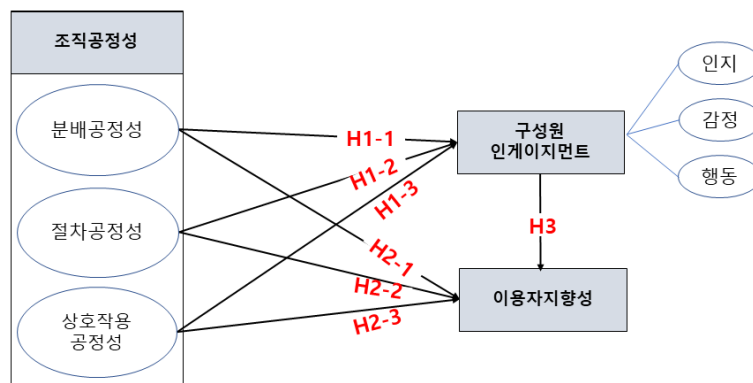 조직공정성
분배공정성
절차공정성
상호작용
공정성
H1-1
H1-2
H1-3
H2-1
H2-2
H2-3
구성원
인게이지먼트
H3
이용자지향성
인지
감정
행동